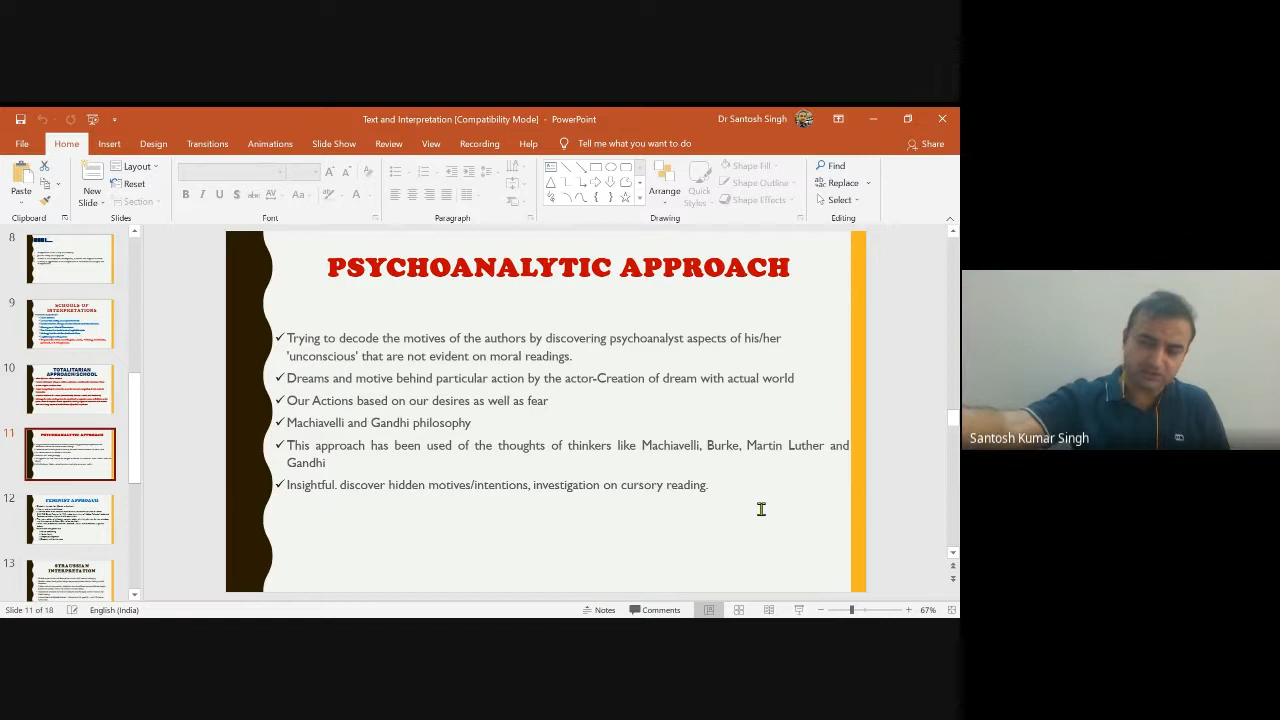 Text and Interpretation [Compatibility Mode] - PowerPoint
Dr Santosh Singh
File Home Insert Design Transitions Animations Slide Show Review View Recording Help Tell me what you want to do Share
Paste
New
Slide
Layout
Reset
Section
B I U S abc AV Aa A
Arrange
Quick
Styles
Shape Fill
Shape Outline
Shape Effects
Find
Replace
Select
Clipboard Slides Font Paragraph Drawing Editing
8
9
SCHOOLS OF
INTERPRETATIONS
10
TOTALITARIAN
APPROACH/SCHOOL
11
PSYCHOANALYTIC APPROACH
12
FEMINIST APPROACH
13
STRAUSSIAN
INTERPRETATION
PSYCHOANALYTIC APPROACH
✓Trying to decode the motives of the authors by discovering psychoanalyst aspects of his/her
'unconscious' that are not evident on moral readings.
✓Dreams and motive behind particular action by the actor-Creation of dream with actual world
✓Our Actions based on our desires as well as fear
✓Machiavelli and Gandhi philosophy
✓This approach has been used of the thoughts of thinkers like Machiavelli, Burke, Martin Luther and
Gandhi
✓Insightful. discover hidden motives/intentions, investigation on cursory reading.
Slide 11 of 18 English (India) Notes Comments 67%
Santosh Kumar Singh